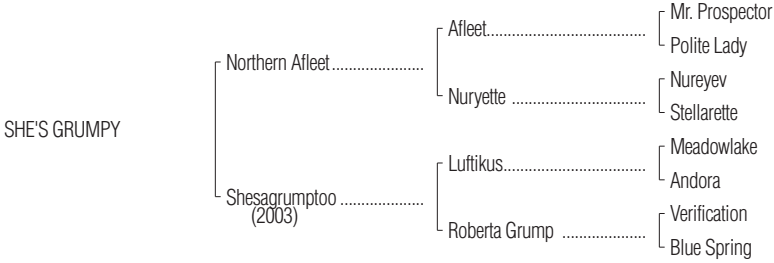 Mr. Prospector
Afleet
Polite Lady
Northern Afleet
Nureyev
Nuryette
Stellarette
SHE'S GRUMPY
Meadowlake
Luftikus
Andora
Shesagrumptoo
(2003)
Verification
Roberta Grump
Blue Spring